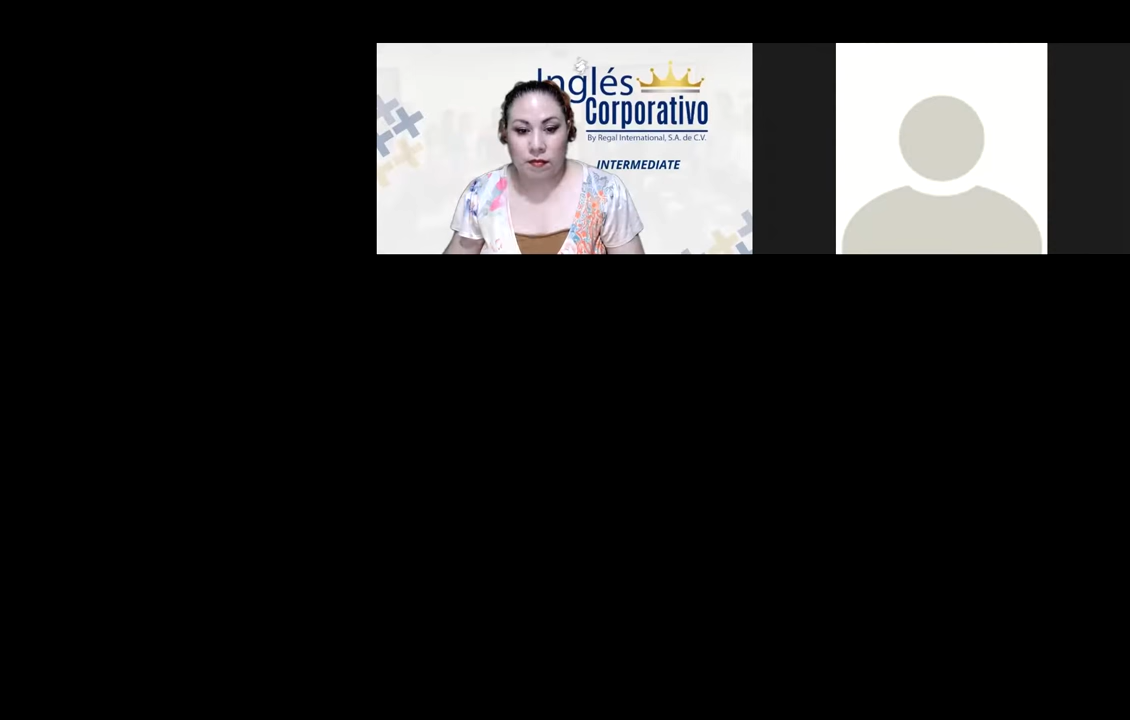 Inglés
Corporativo
By Regal International, S.A. de C.V.
INTERMEDIATE